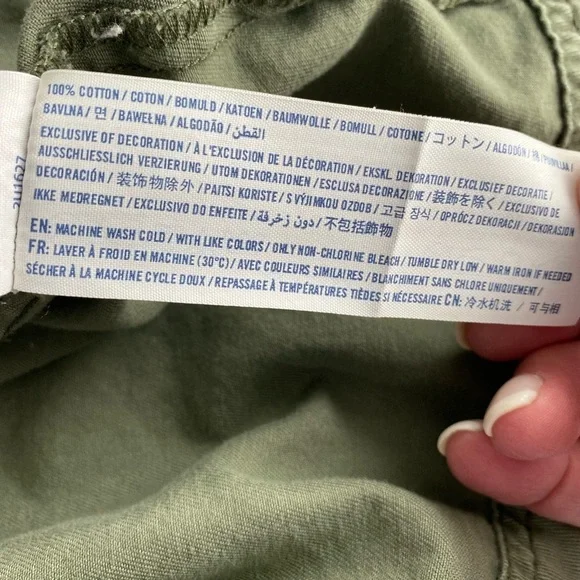 100% COTTON / COTON / BOMULD / KATOEN / BAUMWOLLE / BOMULL / COTONE / コットン / ALGODÓN /
BAVLNA / 면 / BAWEŁNA / ALGODÃO / القطن
EXCLUSIVE OF DECORATION / À L'EXCLUSION DE LA DÉCORATION / EKSKL. DEKORATION / EXCLUSIEF DECORATIE /
AUSSCHLIESSLICH VERZIERUNG / UTOM DEKORATIONEN / ESCLUSA DECORAZIONE / 装飾を除く / EXCLUSIVO DE
DECORACIÓN / 装饰物除外 / PAITSI KORISTE / S VÝJIMKOU OZDOB / 고급 장식 / OPRÓCZ DEKORACJI / DEKORASJON
IKKE MEDREGNET / EXCLUSIVO DO ENFEITE / دون زخرفة / 不包括飾物
EN: MACHINE WASH COLD / WITH LIKE COLORS / ONLY NON-CHLORINE BLEACH / TUMBLE DRY LOW / WARM IRON IF NEEDED
FR: LAVER À FROID EN MACHINE (30°C) / AVEC COULEURS SIMILAIRES / BLANCHIMENT SANS CHLORE UNIQUEMENT /
SÉCHER À LA MACHINE CYCLE DOUX / REPASSAGE À TEMPÉRATURES TIÈDES SI NÉCESSAIRE CN: 冷水机洗 / 可与相